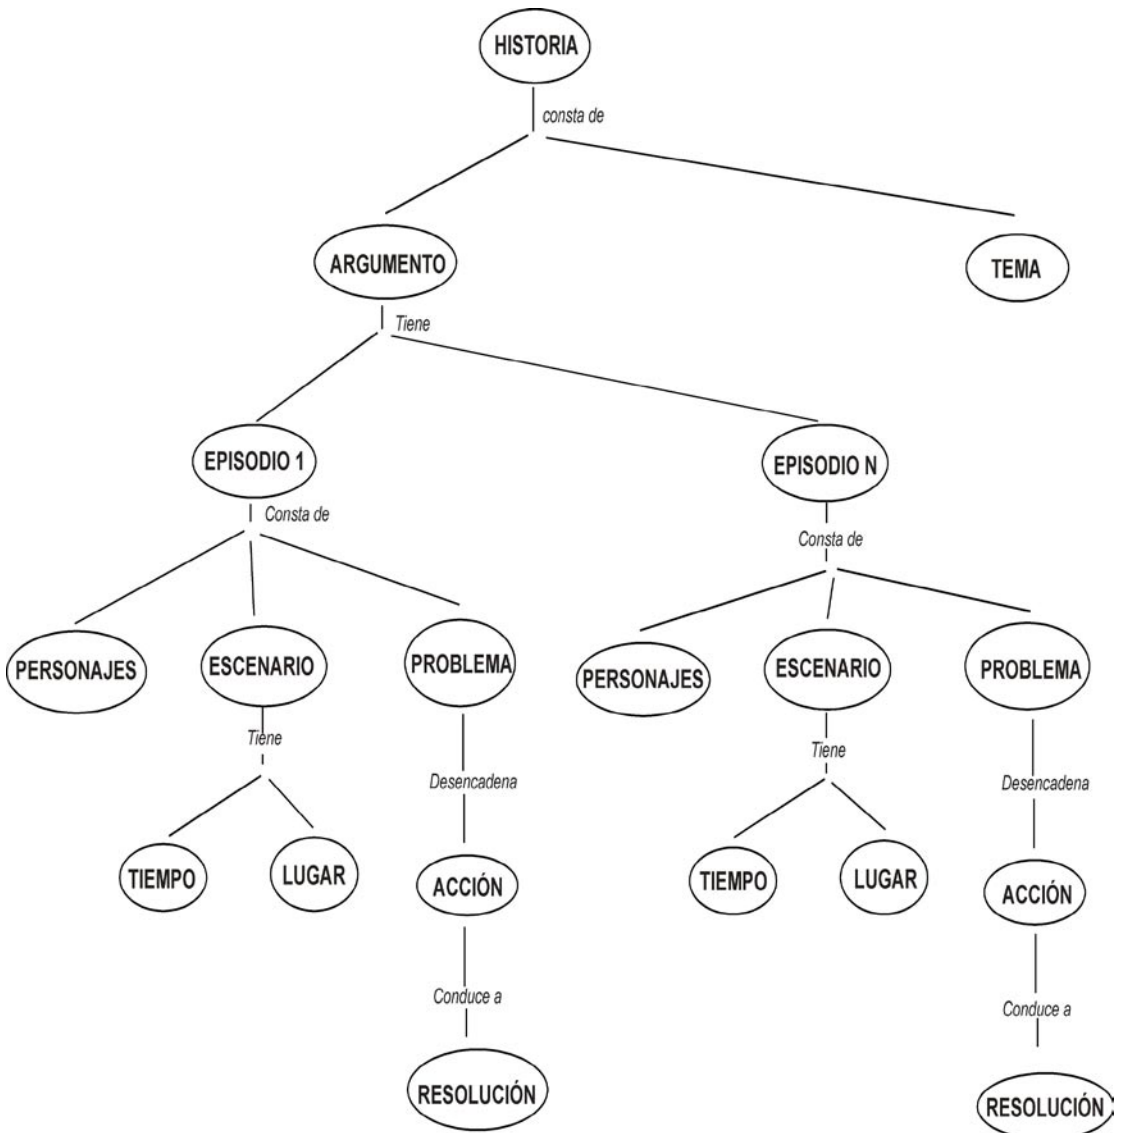 HISTORIA
consta de
ARGUMENTO
TEMA
Tiene
EPISODIO 1
EPISODIO N
Consta de
Consta de
PERSONAJES
ESCENARIO
PROBLEMA
PERSONAJES
ESCENARIO
PROBLEMA
Tiene
Desencadena
Tiene
Desencadena
TIEMPO
LUGAR
ACCIÓN
TIEMPO
LUGAR
ACCIÓN
Conduce a
Conduce a
RESOLUCIÓN
RESOLUCIÓN